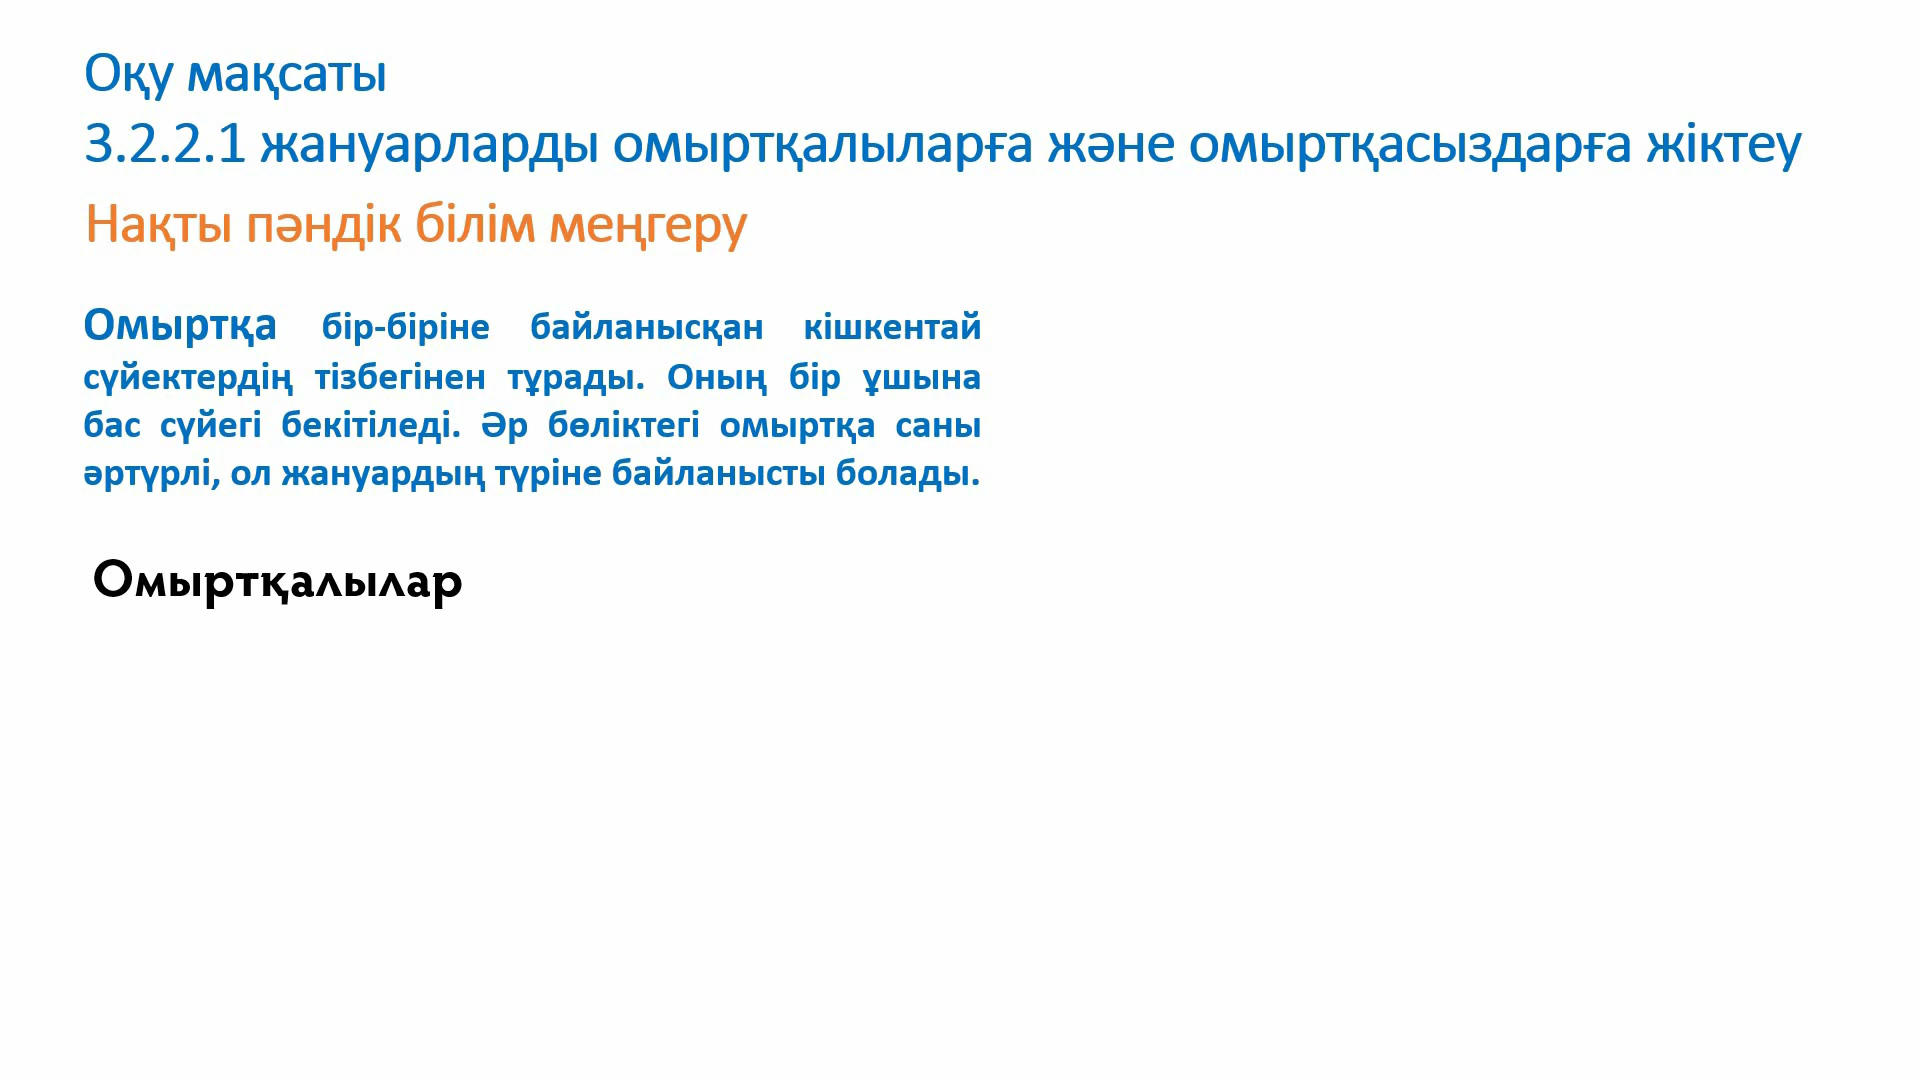 Оқу мақсаты
3.2.2.1 жануарларды омыртқалыларға және омыртқасыздарға жіктеу
Нақты пәндік білім меңгеру
Омыртқа бір-біріне байланысқан кішкентай
сүйектердің тізбегінен тұрады. Оның бір ұшына
бас сүйегі бекітіледі. Әр бөліктегі омыртқа саны
әртүрлі, ол жануардың түріне байланысты болады.
Омыртқалылар